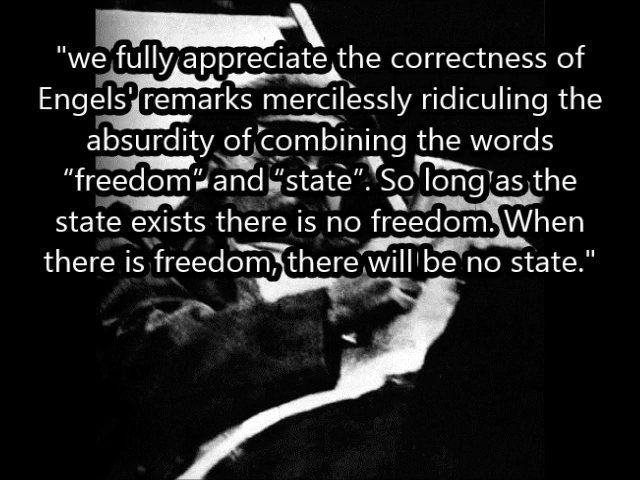 "we fully appreciate the correctness of
Engels' remarks mercilessly ridiculing the
absurdity of combining the words
“freedom” and “state”. So long as the
state exists there is no freedom. When
there is freedom, there will be no state."